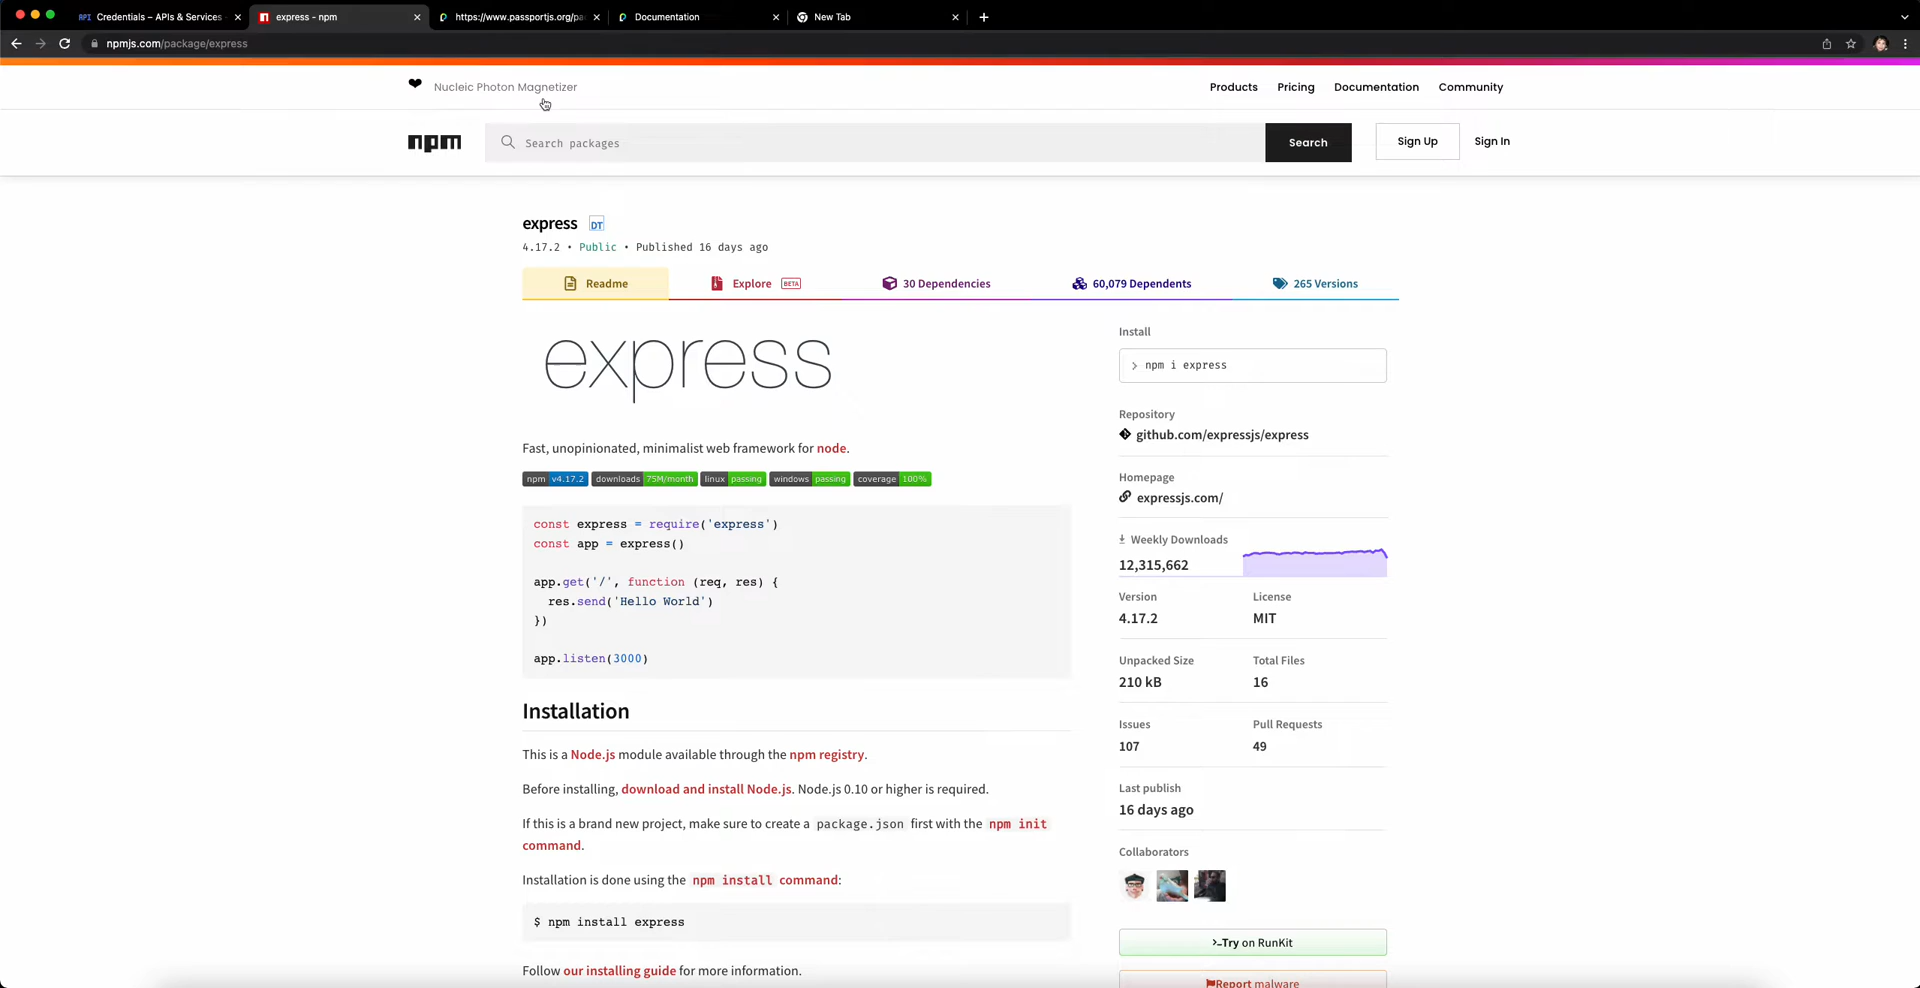 API Credentials – APIs & Services
express - npm
https://www.passportjs.org/pa
Documentation
New Tab
npmjs.com/package/express
Nucleic Photon Magnetizer
Products
Pricing
Documentation
Community
npm
Search packages
Search
Sign Up
Sign In
express DT
4.17.2 • Public • Published 16 days ago
Readme
Explore BETA
30 Dependencies
60,079 Dependents
265 Versions
express
Fast, unopinionated, minimalist web framework for node.
npm v4.17.2 downloads 75M/month linux passing windows passing coverage 100%
const express = require('express')
const app = express()
app.get('/', function (req, res) {
res.send('Hello World')
})
app.listen(3000)
Installation
This is a Node.js module available through the npm registry.
Before installing, download and install Node.js. Node.js 0.10 or higher is required.
If this is a brand new project, make sure to create a package.json first with the npm init
command.
Installation is done using the npm install command:
$ npm install express
Follow our installing guide for more information.
Install
> npm i express
Repository
github.com/expressjs/express
Homepage
expressjs.com/
Weekly Downloads
12,315,662
Version
License
4.17.2
MIT
Unpacked Size
Total Files
210 kB
16
Issues
Pull Requests
107
49
Last publish
16 days ago
Collaborators
>_Try on RunKit
Report malware